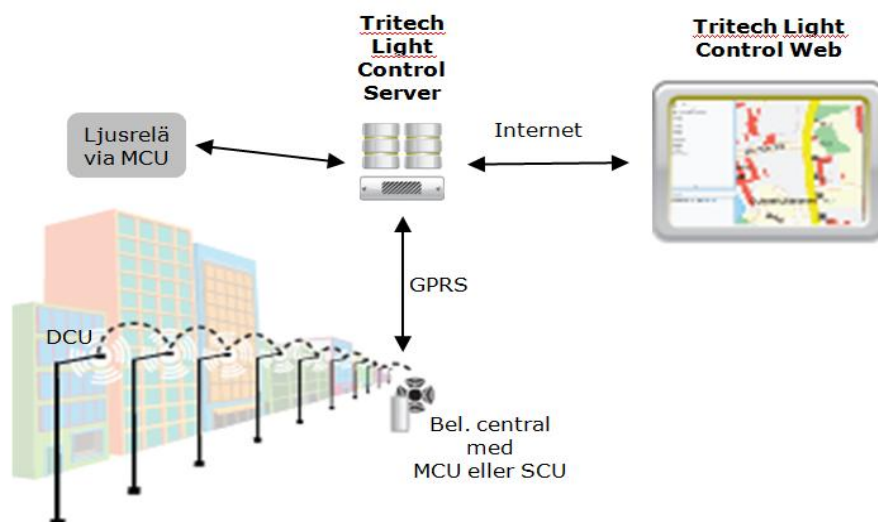 Tritech
Light
Control
Server
Tritech Light
Control Web
Ljusrelä
via MCU
Internet
GPRS
DCU
Bel. central
med
MCU eller SCU